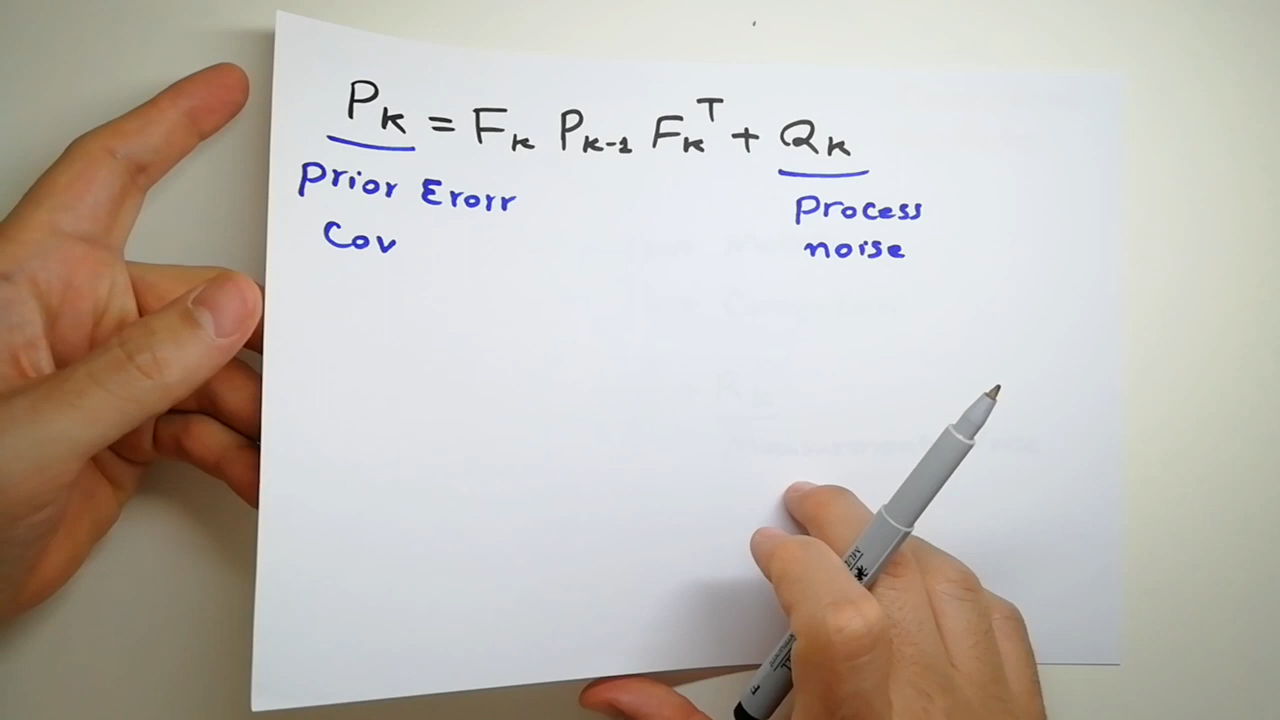 Pₖ = Fₖ Pₖ₋₁ Fₖᵀ + Qₖ
Prior Erorr
Cov
Process
noise